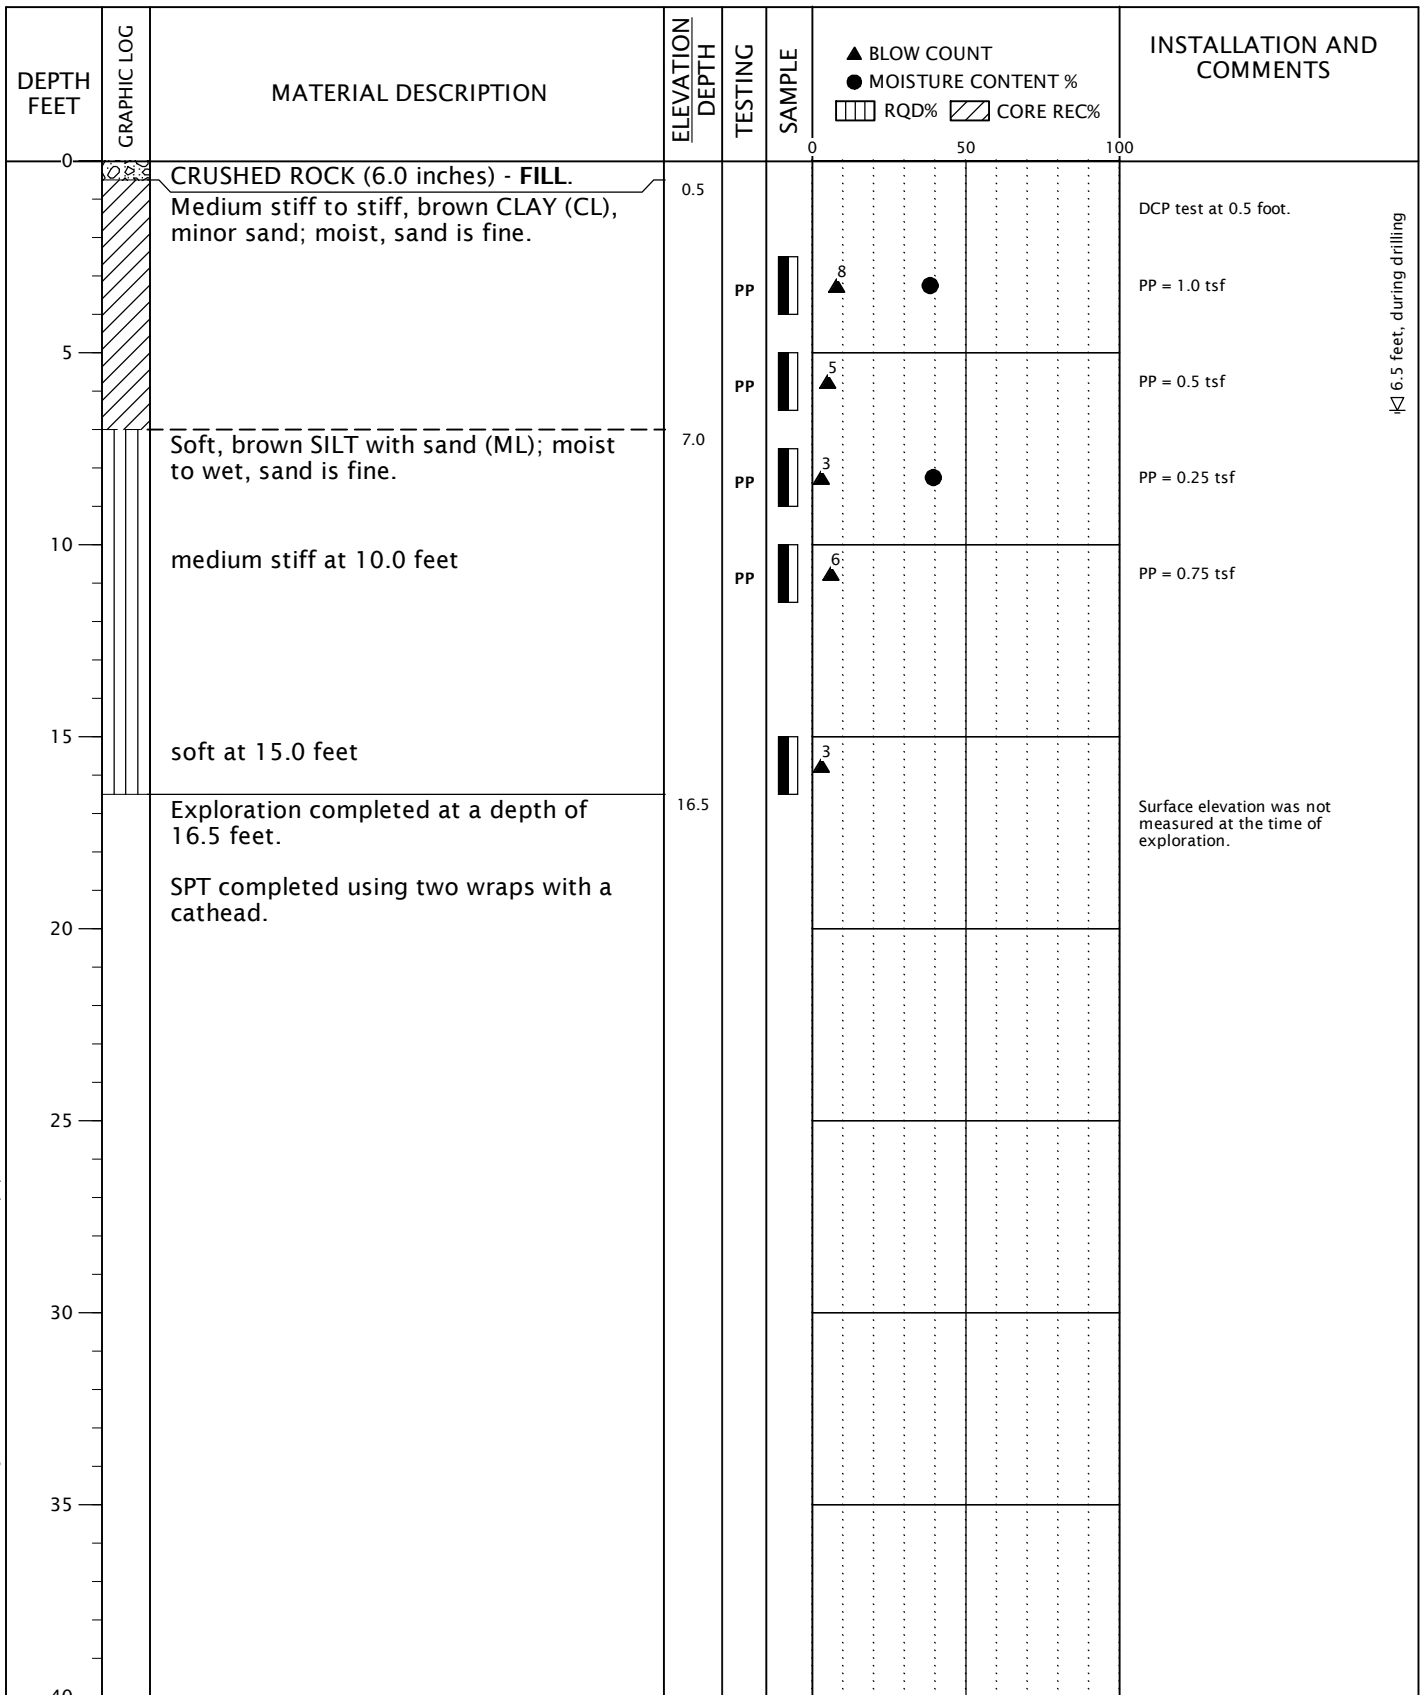 DEPTH
FEET
GRAPHIC LOG
MATERIAL DESCRIPTION
ELEVATION
DEPTH
TESTING
SAMPLE
▲ BLOW COUNT
● MOISTURE CONTENT %
RQD% CORE REC%
INSTALLATION AND
COMMENTS
0 50 100
0
CRUSHED ROCK (6.0 inches) - FILL.
0.5
Medium stiff to stiff, brown CLAY (CL),
minor sand; moist, sand is fine.
DCP test at 0.5 foot.
6.5 feet, during drilling
PP
8
PP = 1.0 tsf
5
PP
5
PP = 0.5 tsf
Soft, brown SILT with sand (ML); moist
to wet, sand is fine.
7.0
PP
3
PP = 0.25 tsf
10
medium stiff at 10.0 feet
PP
6
PP = 0.75 tsf
15
soft at 15.0 feet
3
Exploration completed at a depth of
16.5 feet.
16.5
Surface elevation was not
measured at the time of
exploration.
SPT completed using two wraps with a
cathead.
20
25
30
35
40